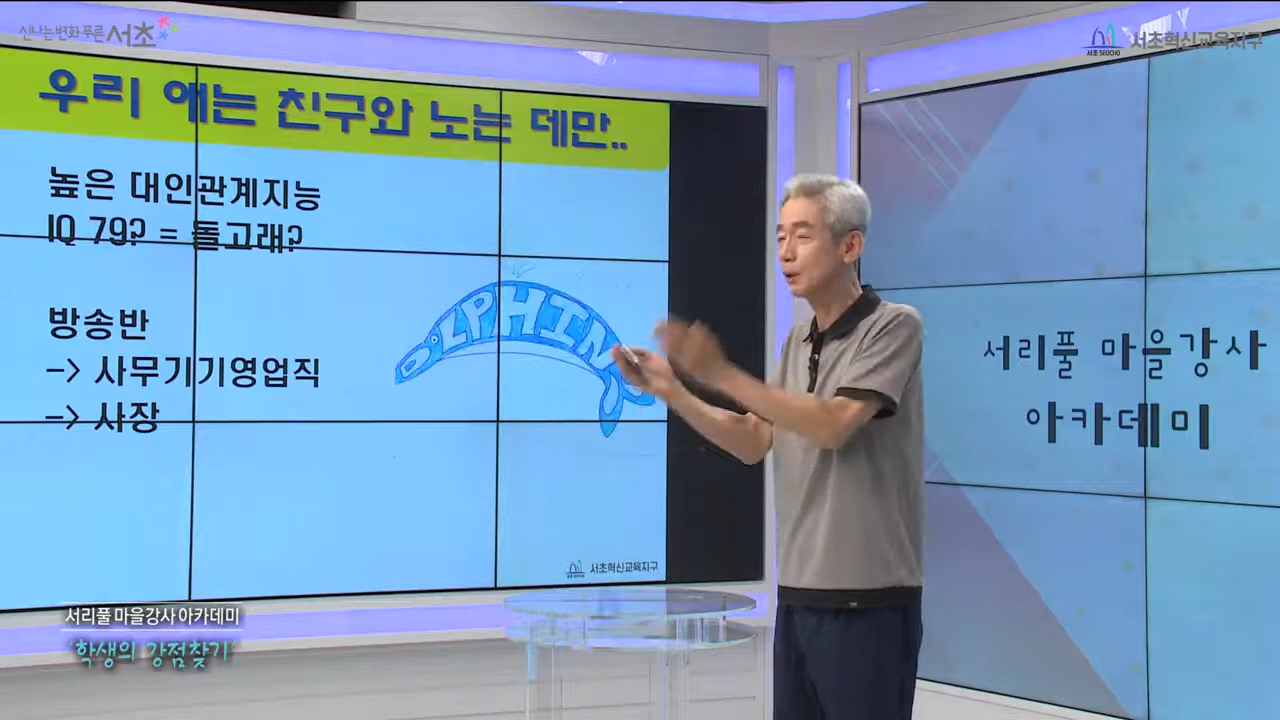 신나는 변화 푸른 서초
서초 SEOCHO
서초혁신교육지구
우리 애는 친구와 노는 데만..
높은 대인관계지능
IQ 79? = 돌고래?
방송반
-> 사무기기영업직
-> 사장
DOLPHIN
서초혁신교육지구
서리풀 마을강사
아카데미
서리풀 마을강사 아카데미
'학생의 강점찾기'